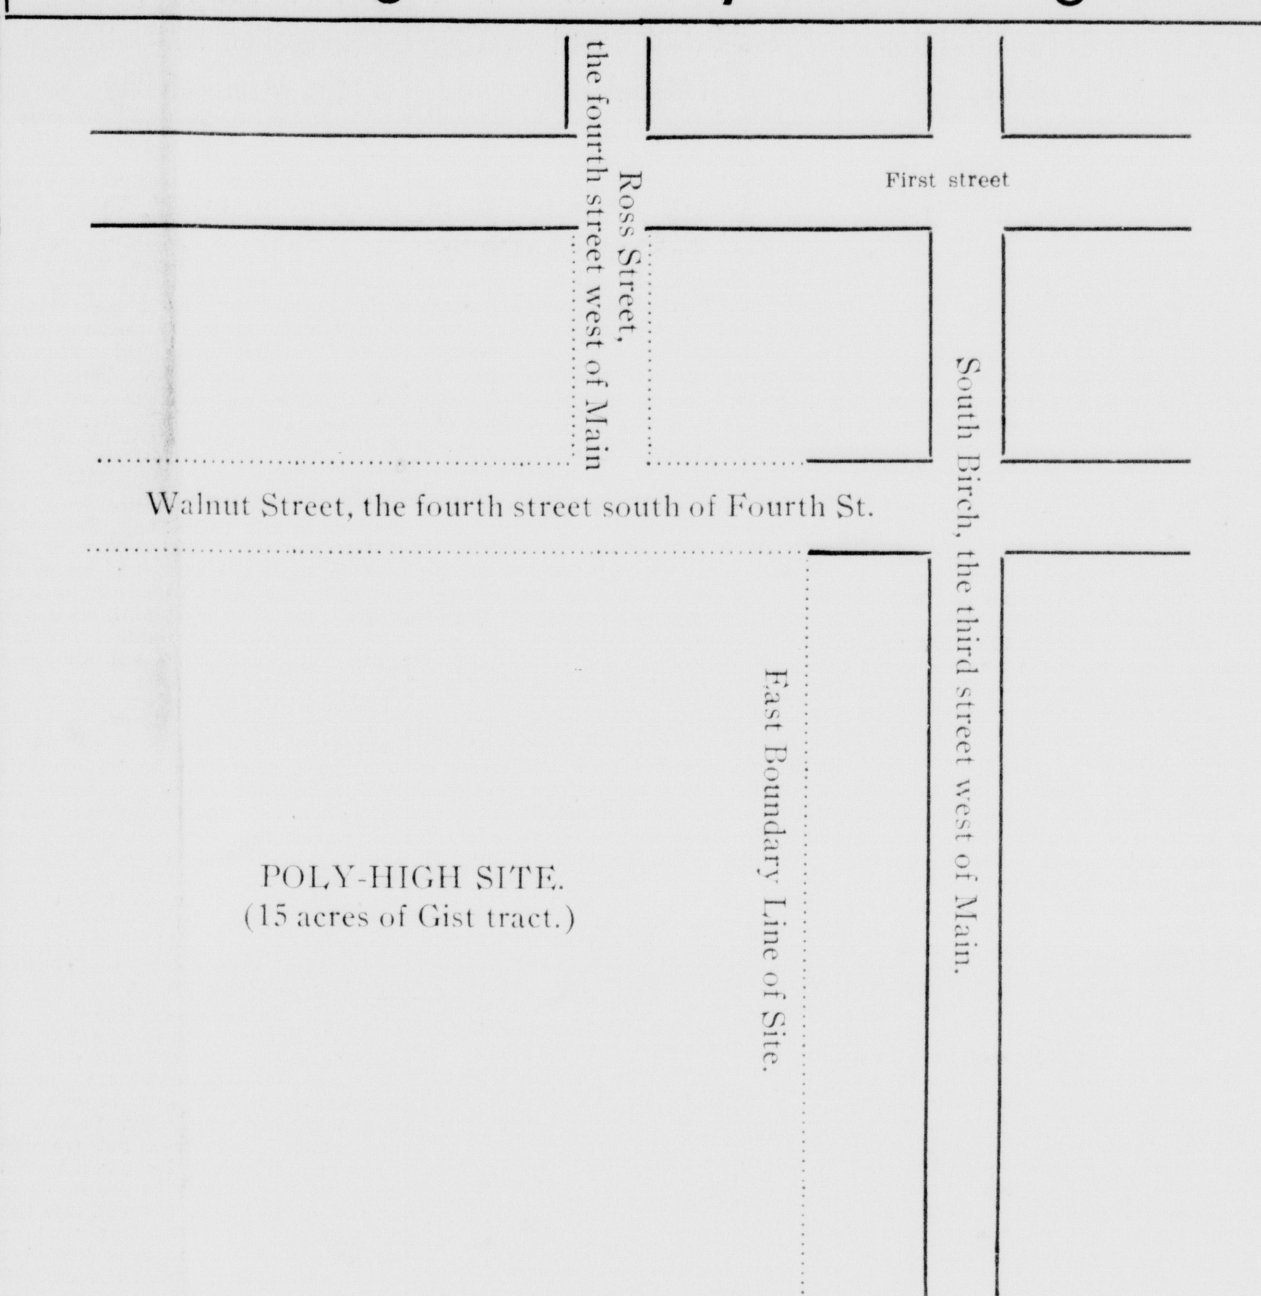 First street
Ross Street,
the fourth street west of Main
South Birch, the third street west of Main.
Walnut Street, the fourth street south of Fourth St.
East Boundary Line of Site.
POLY-HIGH SITE.
(15 acres of Gist tract.)